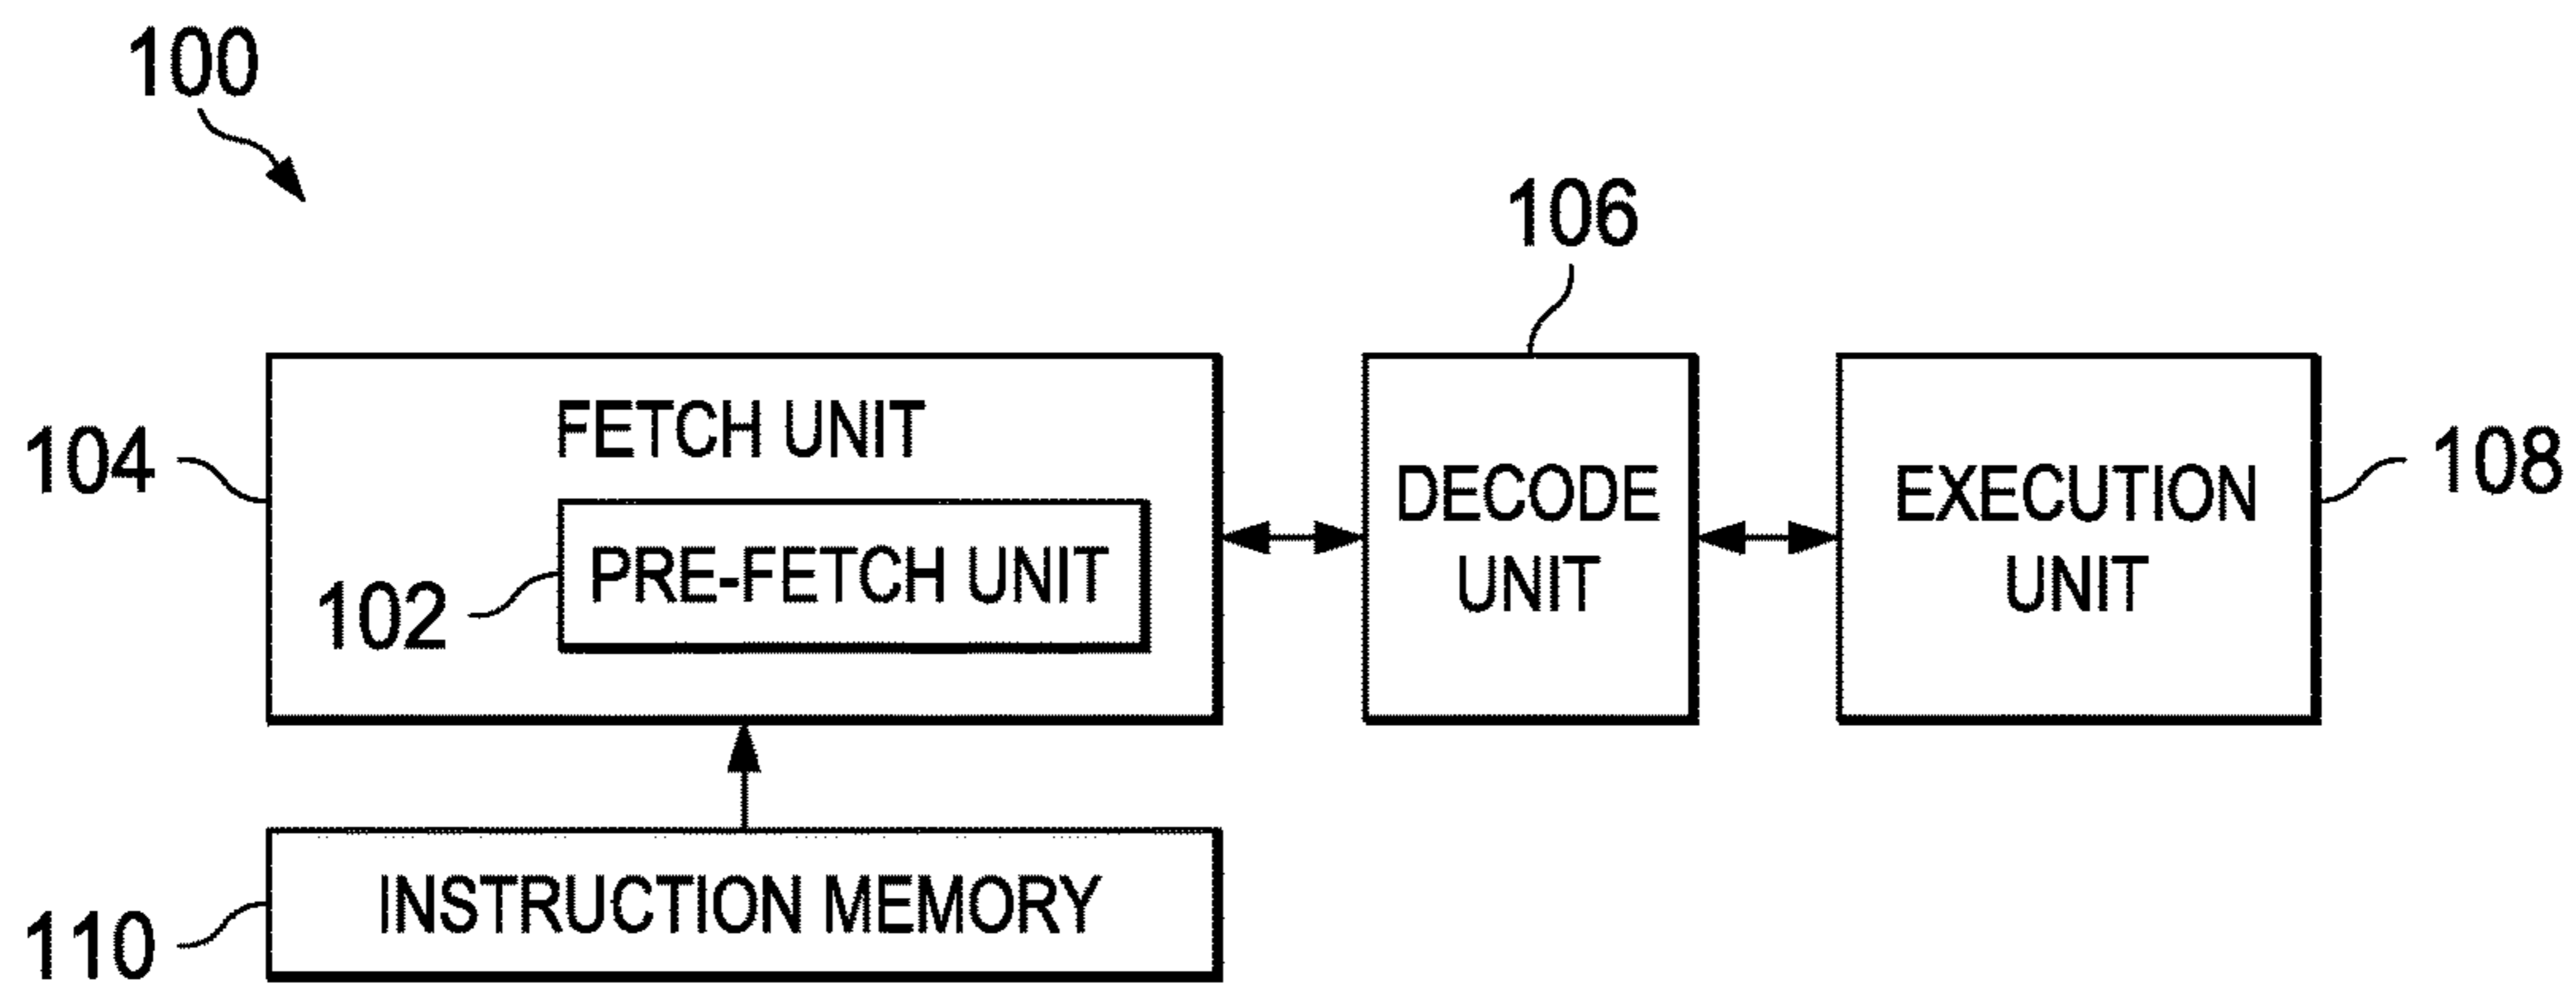 100
106
104
FETCH UNIT
DECODE
UNIT
EXECUTION
UNIT
108
102
PRE-FETCH UNIT
110
INSTRUCTION MEMORY